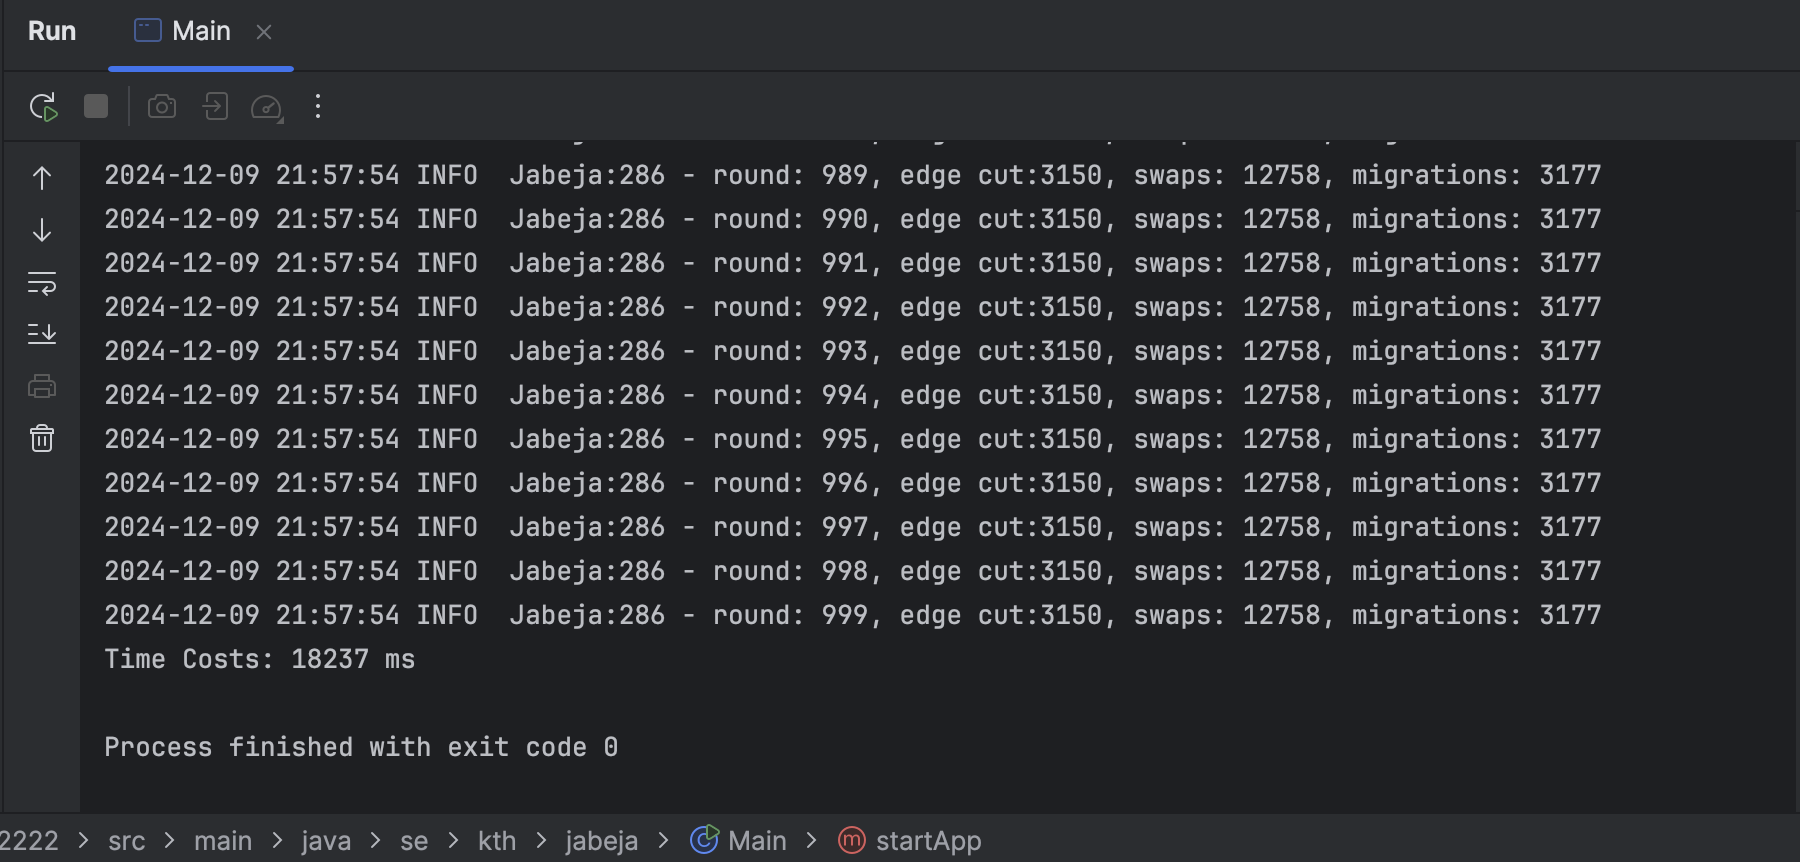 Run Main
2024-12-09 21:57:54 INFO  Jabeja:286 - round: 989, edge cut:3150, swaps: 12758, migrations: 3177
2024-12-09 21:57:54 INFO  Jabeja:286 - round: 990, edge cut:3150, swaps: 12758, migrations: 3177
2024-12-09 21:57:54 INFO  Jabeja:286 - round: 991, edge cut:3150, swaps: 12758, migrations: 3177
2024-12-09 21:57:54 INFO  Jabeja:286 - round: 992, edge cut:3150, swaps: 12758, migrations: 3177
2024-12-09 21:57:54 INFO  Jabeja:286 - round: 993, edge cut:3150, swaps: 12758, migrations: 3177
2024-12-09 21:57:54 INFO  Jabeja:286 - round: 994, edge cut:3150, swaps: 12758, migrations: 3177
2024-12-09 21:57:54 INFO  Jabeja:286 - round: 995, edge cut:3150, swaps: 12758, migrations: 3177
2024-12-09 21:57:54 INFO  Jabeja:286 - round: 996, edge cut:3150, swaps: 12758, migrations: 3177
2024-12-09 21:57:54 INFO  Jabeja:286 - round: 997, edge cut:3150, swaps: 12758, migrations: 3177
2024-12-09 21:57:54 INFO  Jabeja:286 - round: 998, edge cut:3150, swaps: 12758, migrations: 3177
2024-12-09 21:57:54 INFO  Jabeja:286 - round: 999, edge cut:3150, swaps: 12758, migrations: 3177
Time Costs: 18237 ms
Process finished with exit code 0
2222 > src > main > java > se > kth > jabeja > Main > startApp